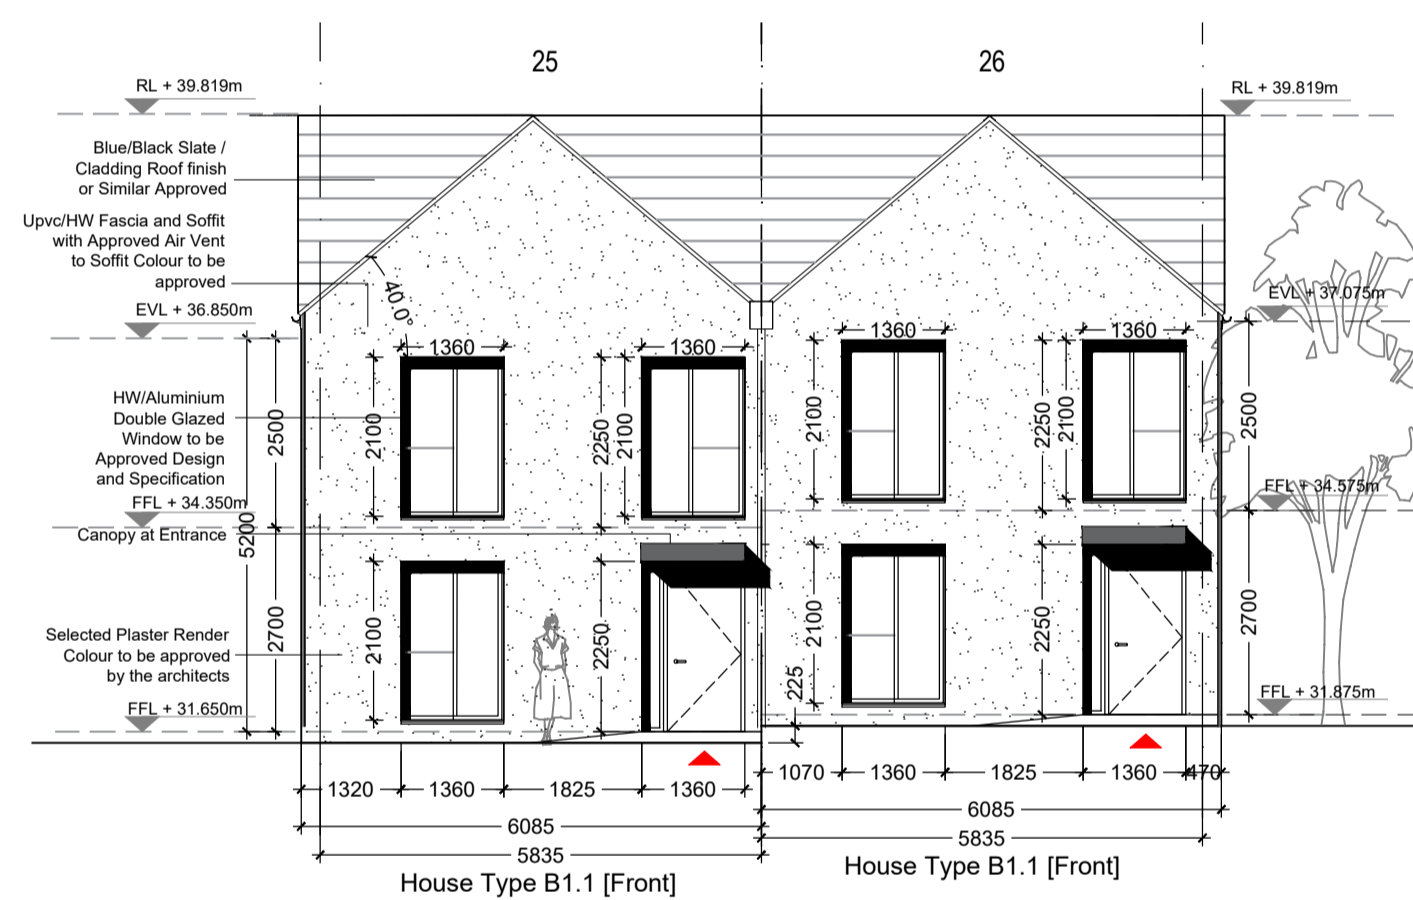 25
26
RL + 39.819m
RL + 39.819m
Blue/Black Slate /
Cladding Roof finish
or Similar Approved
Upvc/HW Fascia and Soffit
with Approved Air Vent
to Soffit Colour to be
approved
40.0°
EVL + 36.850m
EVL + 37.075m
1360
1360
1360
1360
HW/Aluminium
Double Glazed
Window to be
Approved Design
and Specification
2500
2100
2250
2100
2100
2250
2100
2500
FFL + 34.350m
FFL + 34.575m
Canopy at Entrance
5200
Selected Plaster Render
Colour to be approved
by the architects
2700
2100
2250
2100
2250
2700
225
FFL + 31.650m
FFL + 31.875m
1070
1360
1825
1360
470
1320
1360
1825
1360
6085
6085
5835
5835
House Type B1.1 [Front]
House Type B1.1 [Front]